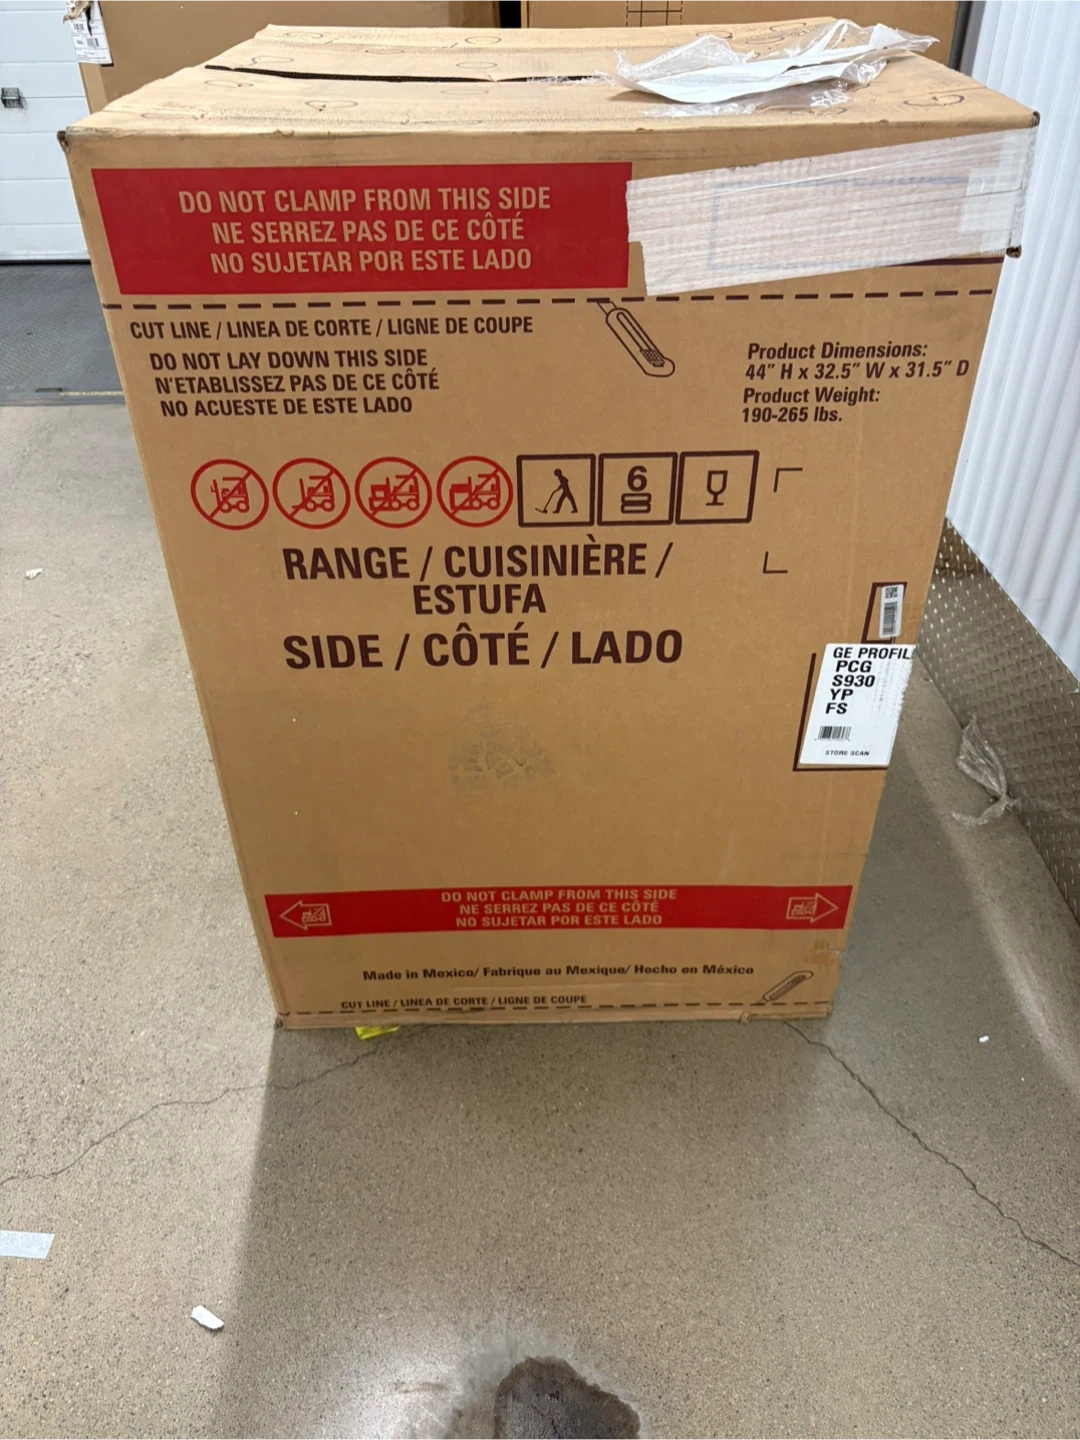 DO NOT CLAMP FROM THIS SIDE
NE SERREZ PAS DE CE CÔTÉ
NO SUJETAR POR ESTE LADO
CUT LINE / LINEA DE CORTE / LIGNE DE COUPE
DO NOT LAY DOWN THIS SIDE
N'ETABLISSEZ PAS DE CE CÔTÉ
NO ACUESTE DE ESTE LADO
Product Dimensions:
44" H x 32.5" W x 31.5" D
Product Weight:
190-265 lbs.
6
RANGE / CUISINIÈRE /
ESTUFA
SIDE / CÔTÉ / LADO
GE PROFIL
PCG
S930
YP
FS
STORE SCAN
DO NOT CLAMP FROM THIS SIDE
NE SERREZ PAS DE CE CÔTÉ
NO SUJETAR POR ESTE LADO
Made in Mexico/ Fabrique au Mexique/ Hecho en México
CUT LINE / LINEA DE CORTE / LIGNE DE COUPE